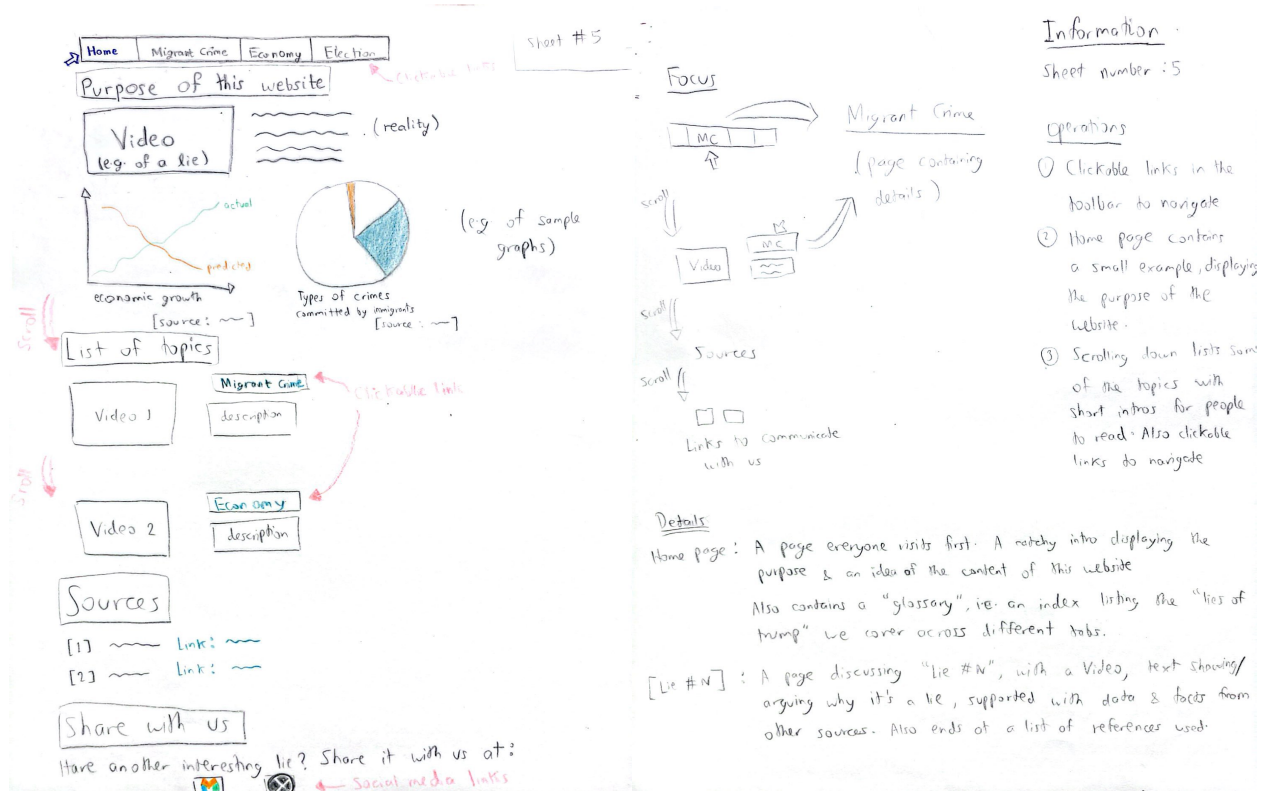 Home Migrant Crime Economy Election
Sheet #5
Clickable links
Purpose of this website
Video
(eg. of a lie)
(reality)
actual
predicted
economic growth
[source: ]
Types of crimes
committed by immigrants
[source: ]
(eg of sample
graphs)
Scroll
List of topics
Video 1
Migrant Crime
description
Clickable link
Scroll
Video 2
Economy
description
Sources
[1] Link:
[2] Link:
Share with us
Have another interesting lie? Share it with us at:
Social media links
Focus
MC
Migrant Crime
(page containing
details)
scroll
Video
MC
scroll
Sources
scroll
Links to communicate
with us
Information
Sheet number : 5
Operations
① Clickable links in the
toolbar to navigate
② Home page contains
a small example, displaying
the purpose of the
website.
③ Scrolling down lists some
of the topics with
short intros for people
to read. Also clickable
links to navigate
Details
Home page : A page everyone visits first. A catchy intro displaying the
purpose & an idea of the content of this website
Also contains a "glossary", i.e. an index listing the "lies of
trump" we cover across different tabs.
[Lie #N] : A page discussing "lie #N", with a Video, text showing/
arguing why it's a lie, supported with data & facts from
other sources. Also ends at a list of references used.